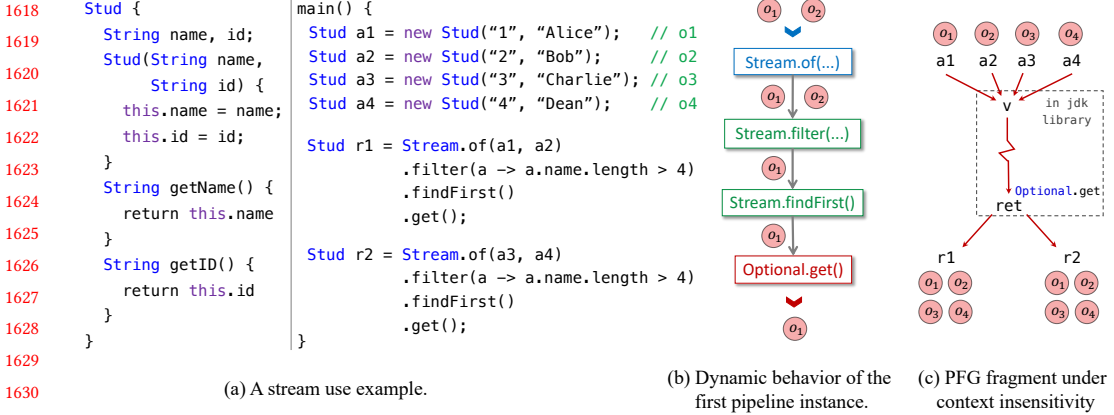 1618
1619
1620
1621
1622
1623
1624
1625
1626
1627
1628
1629
1630
Stud {
String name, id;
Stud(String name,
String id) {
this.name = name;
this.id = id;
}
String getName() {
return this.name
}
String getID() {
return this.id
}
}
main() {
Stud a1 = new Stud(“1”, “Alice”); // o1
Stud a2 = new Stud(“2”, “Bob”); // o2
Stud a3 = new Stud(“3”, “Charlie”); // o3
Stud a4 = new Stud(“4”, “Dean”); // o4
Stud r1 = Stream.of(a1, a2)
.filter(a -> a.name.length > 4)
.findFirst()
.get();
Stud r2 = Stream.of(a3, a4)
.filter(a -> a.name.length > 4)
.findFirst()
.get();
}
(a) A stream use example.
o1 o2
Stream.of(...)
o1 o2
Stream.filter(...)
o1
Stream.findFirst()
o1
Optional.get()
o1
(b) Dynamic behavior of the
first pipeline instance.
o1 o2 o3 o4
a1 a2 a3 a4
v
in jdk
library
Optional.get
ret
r1 r2
o1 o2 o1 o2
o3 o4 o3 o4
(c) PFG fragment under
context insensitivity